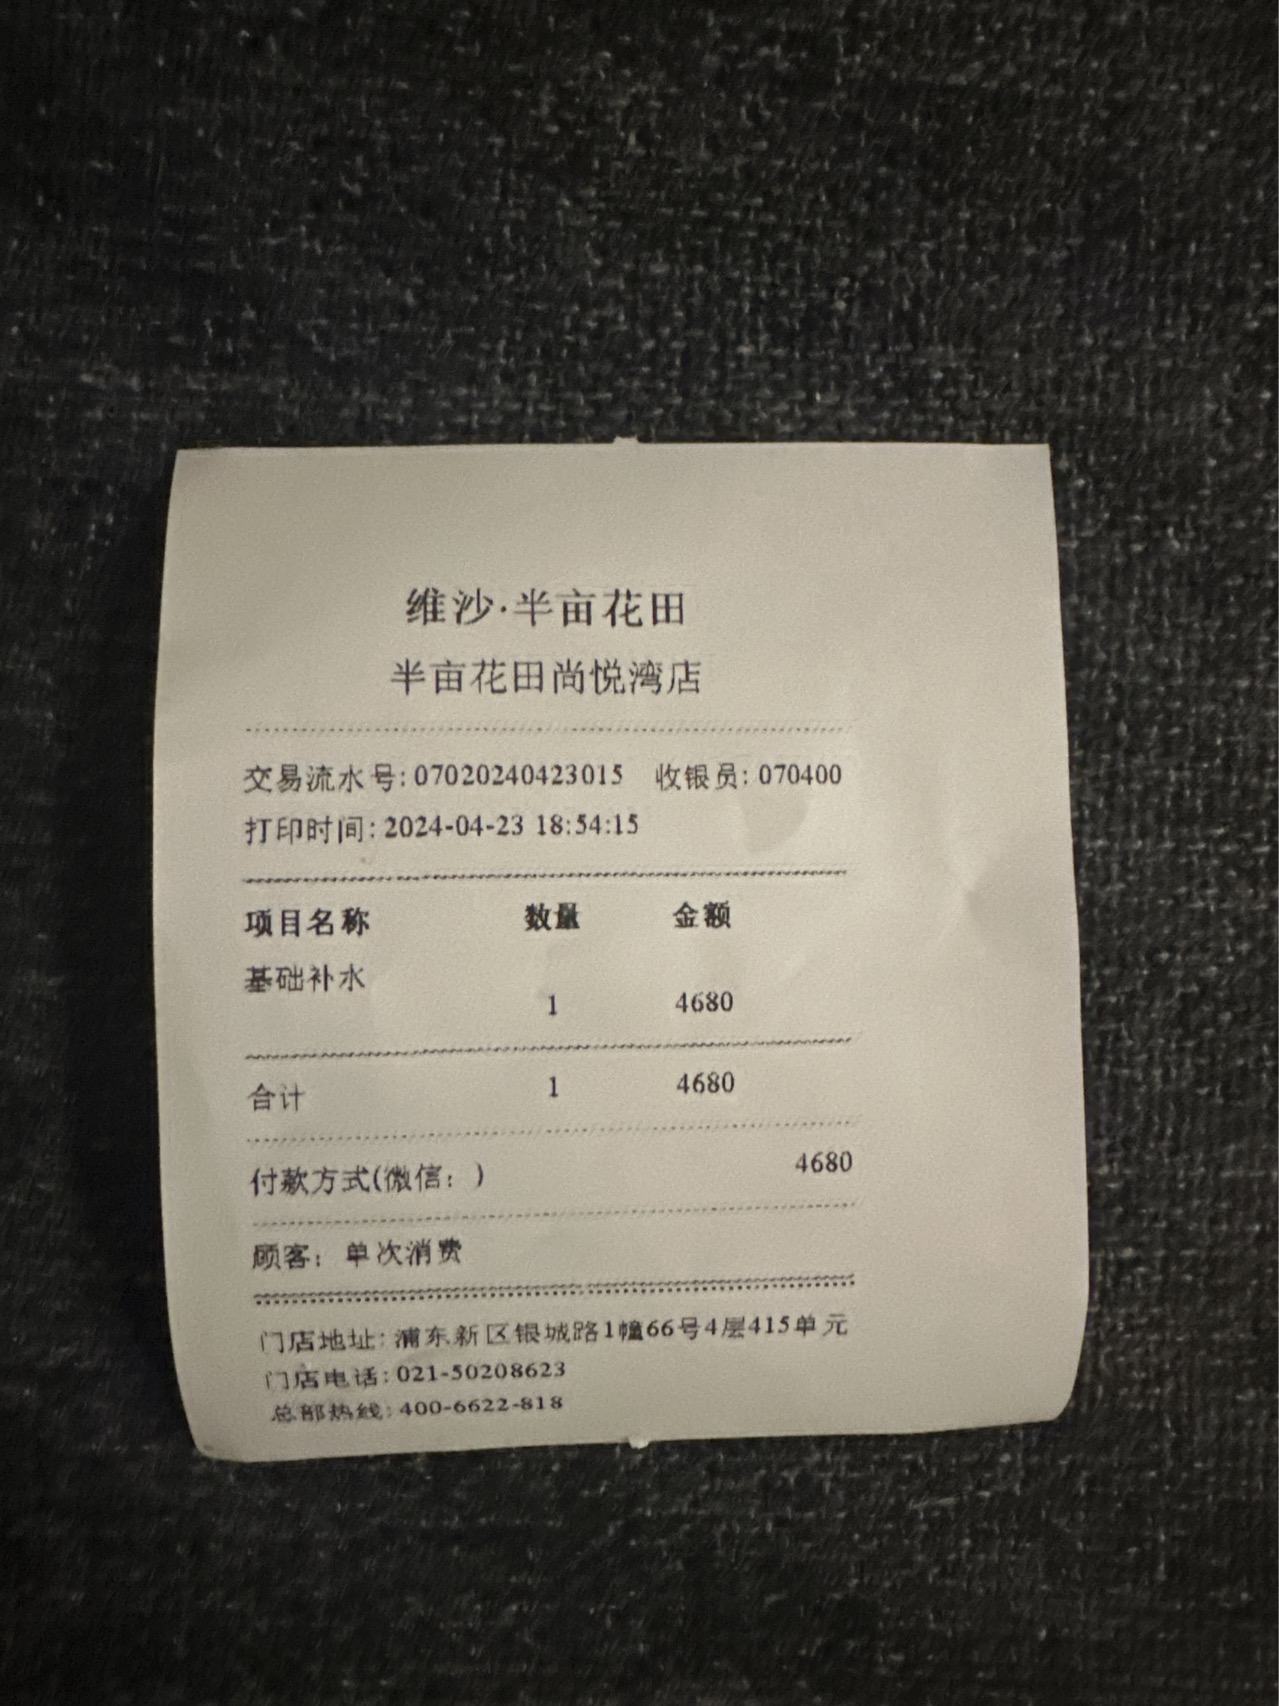 维沙·半亩花田
半亩花田尚悦湾店
交易流水号:07020240423015 收银员:070400
打印时间:2024-04-23 18:54:15
项目名称 数量 金额
基础补水
1 4680
合计 1 4680
付款方式(微信: ) 4680
顾客: 单次消费
门店地址:浦东新区银城路1幢66号4层415单元
门店电话:021-50208623
总部热线:400-6622-818